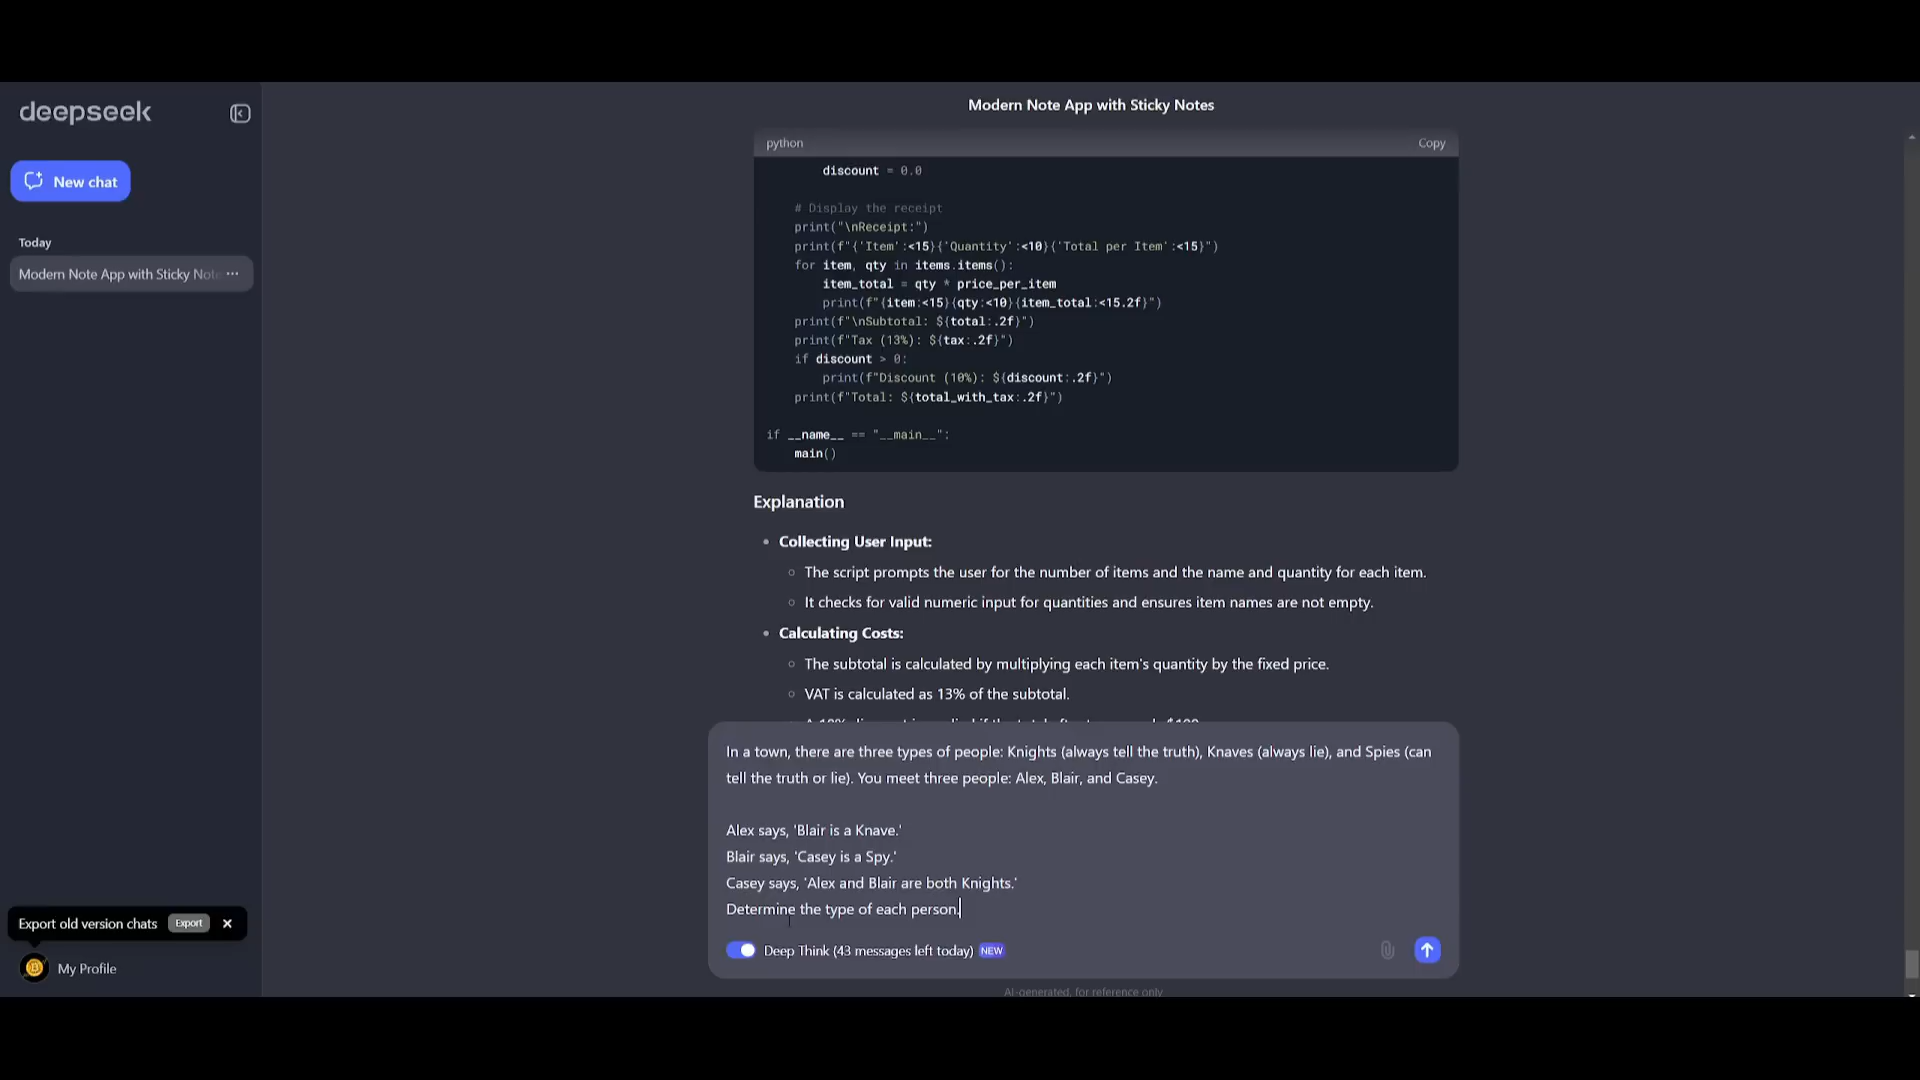 deepseek
New chat
Today
Modern Note App with Sticky Not
Export old version chats Export
My Profile
Modern Note App with Sticky Notes
python Copy
discount = 0.0
# Display the receipt
print("\nReceipt:")
print(f"{'Item':<15}{'Quantity':<10}{'Total per Item':<15}")
for item, qty in items.items():
item_total = qty * price_per_item
print(f"{item:<15}{qty:<10}{item_total:<15.2f}")
print(f"\nSubtotal: ${total:.2f}")
print(f"Tax (13%): ${tax:.2f}")
if discount > 0:
print(f"Discount (10%): ${discount:.2f}")
print(f"Total: ${total_with_tax:.2f}")
if __name__ == "__main__":
main()
Explanation
Collecting User Input:
The script prompts the user for the number of items and the name and quantity for each item.
It checks for valid numeric input for quantities and ensures item names are not empty.
Calculating Costs:
The subtotal is calculated by multiplying each item's quantity by the fixed price.
VAT is calculated as 13% of the subtotal.
In a town, there are three types of people: Knights (always tell the truth), Knaves (always lie), and Spies (can
tell the truth or lie). You meet three people: Alex, Blair, and Casey.
Alex says, 'Blair is a Knave.'
Blair says, 'Casey is a Spy.'
Casey says, 'Alex and Blair are both Knights.'
Determine the type of each person.
Deep Think (43 messages left today) NEW
AI-generated, for reference only